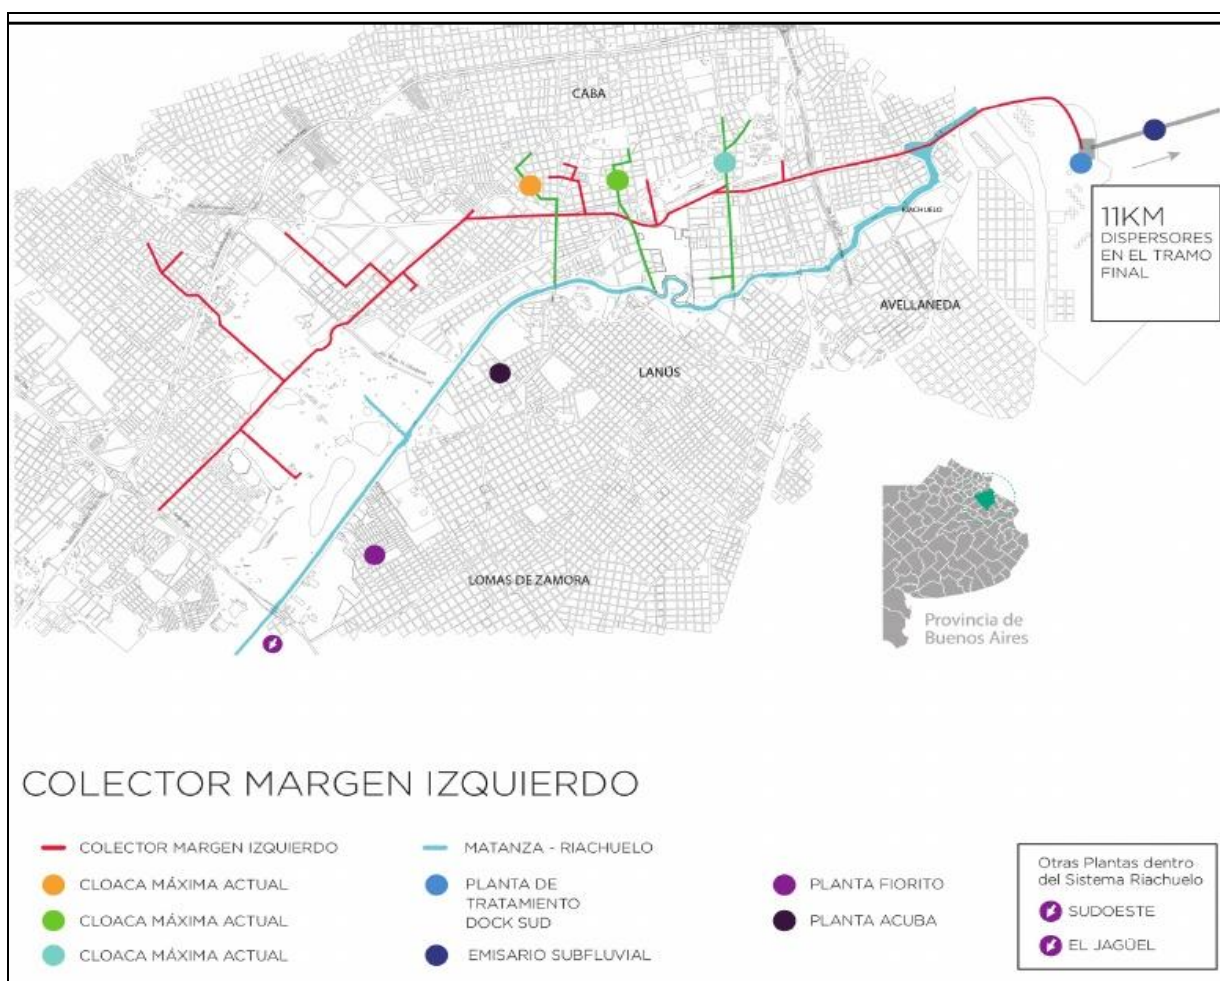 CABA
RIACHUELO
11KM
DISPERSORES
EN EL TRAMO
FINAL
AVELLANEDA
LANÚS
LOMAS DE ZAMORA
Provincia de
Buenos Aires
COLECTOR MARGEN IZQUIERDO
COLECTOR MARGEN IZQUIERDO
CLOACA MÁXIMA ACTUAL
CLOACA MÁXIMA ACTUAL
CLOACA MÁXIMA ACTUAL
MATANZA - RIACHUELO
PLANTA DE
TRATAMIENTO
DOCK SUD
EMISARIO SUBFLUVIAL
PLANTA FIORITO
PLANTA ACUBA
Otras Plantas dentro
del Sistema Riachuelo
SUDOESTE
EL JAGÜEL